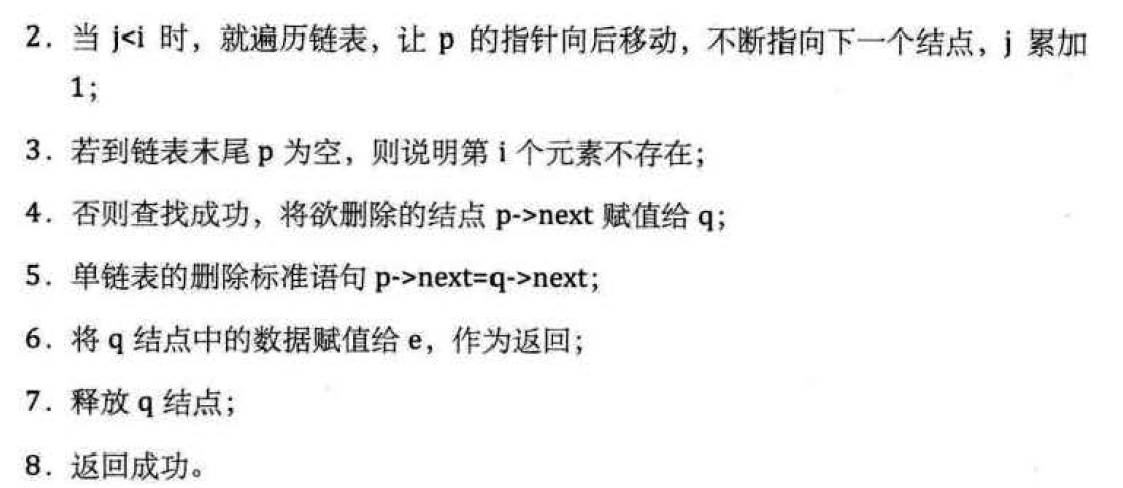 2. 当 j<i 时，就遍历链表，让 p 的指针向后移动，不断指向下一个结点，j 累加
1；
3. 若到链表末尾 p 为空，则说明第 i 个元素不存在；
4. 否则查找成功，将欲删除的结点 p->next 赋值给 q；
5. 单链表的删除标准语句 p->next=q->next；
6. 将 q 结点中的数据赋值给 e，作为返回；
7. 释放 q 结点；
8. 返回成功。